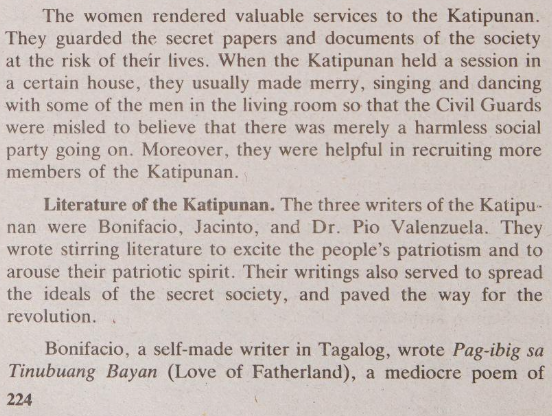 The women rendered valuable services to the Katipunan.
They guarded the secret papers and documents of the society
at the risk of their lives. When the Katipunan held a session in
a certain house, they usually made merry, singing and dancing
with some of the men in the living room so that the Civil Guards
were misled to believe that there was merely a harmless social
party going on. Moreover, they were helpful in recruiting more
members of the Katipunan.
Literature of the Katipunan. The three writers of the Katipu-
nan were Bonifacio, Jacinto, and Dr. Pio Valenzuela. They
wrote stirring literature to excite the people's patriotism and to
arouse their patriotic spirit. Their writings also served to spread
the ideals of the secret society, and paved the way for the
revolution.
Bonifacio, a self-made writer in Tagalog, wrote Pag-ibig sa
Tinubuang Bayan (Love of Fatherland), a mediocre poem of
224